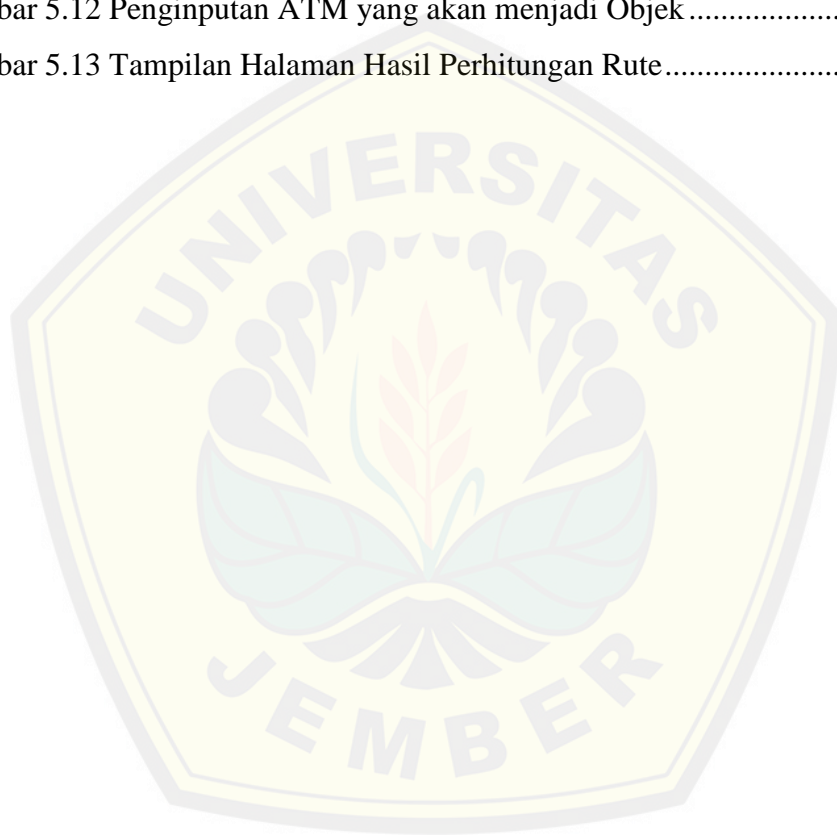 bar 5.12 Penginputan ATM yang akan menjadi Objek....................
bar 5.13 Tampilan Halaman Hasil Perhitungan Rute......................
UNIVERSITAS
JEMBER